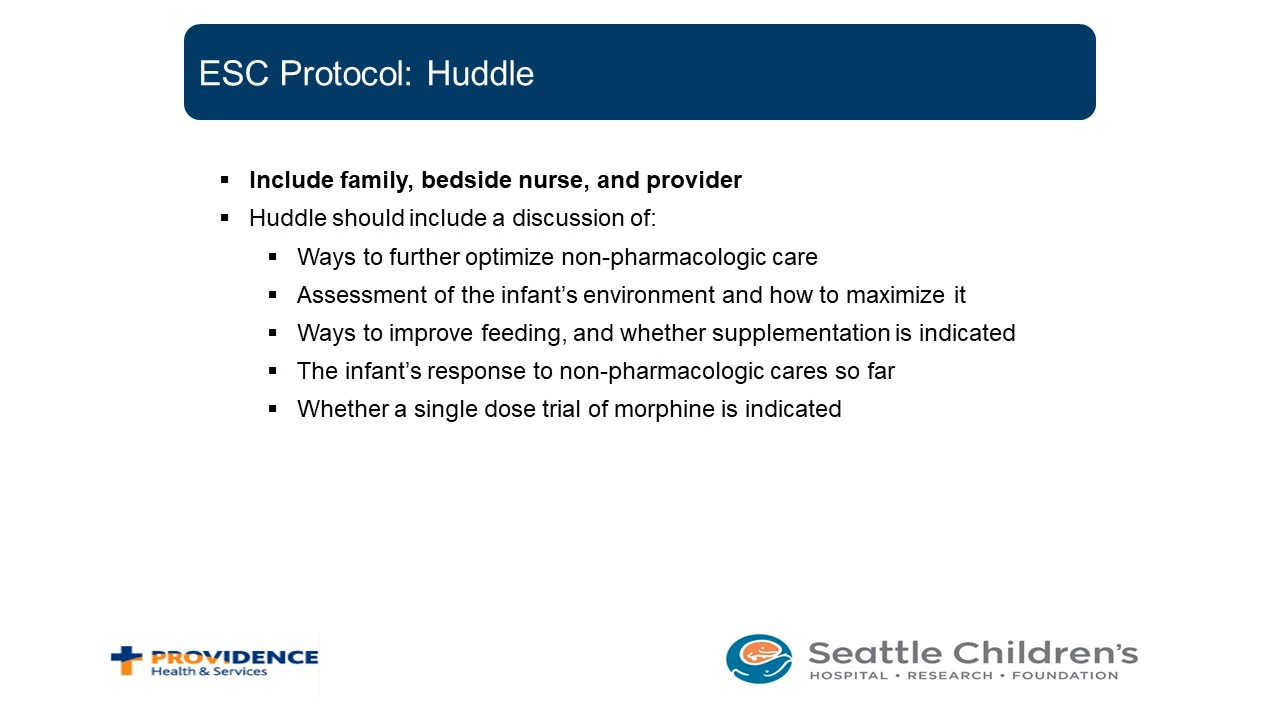 ESC Protocol: Huddle
▪ Include family, bedside nurse, and provider
▪ Huddle should include a discussion of:
▪ Ways to further optimize non-pharmacologic care
▪ Assessment of the infant’s environment and how to maximize it
▪ Ways to improve feeding, and whether supplementation is indicated
▪ The infant’s response to non-pharmacologic cares so far
▪ Whether a single dose trial of morphine is indicated
PROVIDENCE
Health & Services
Seattle Children’s
HOSPITAL • RESEARCH • FOUNDATION